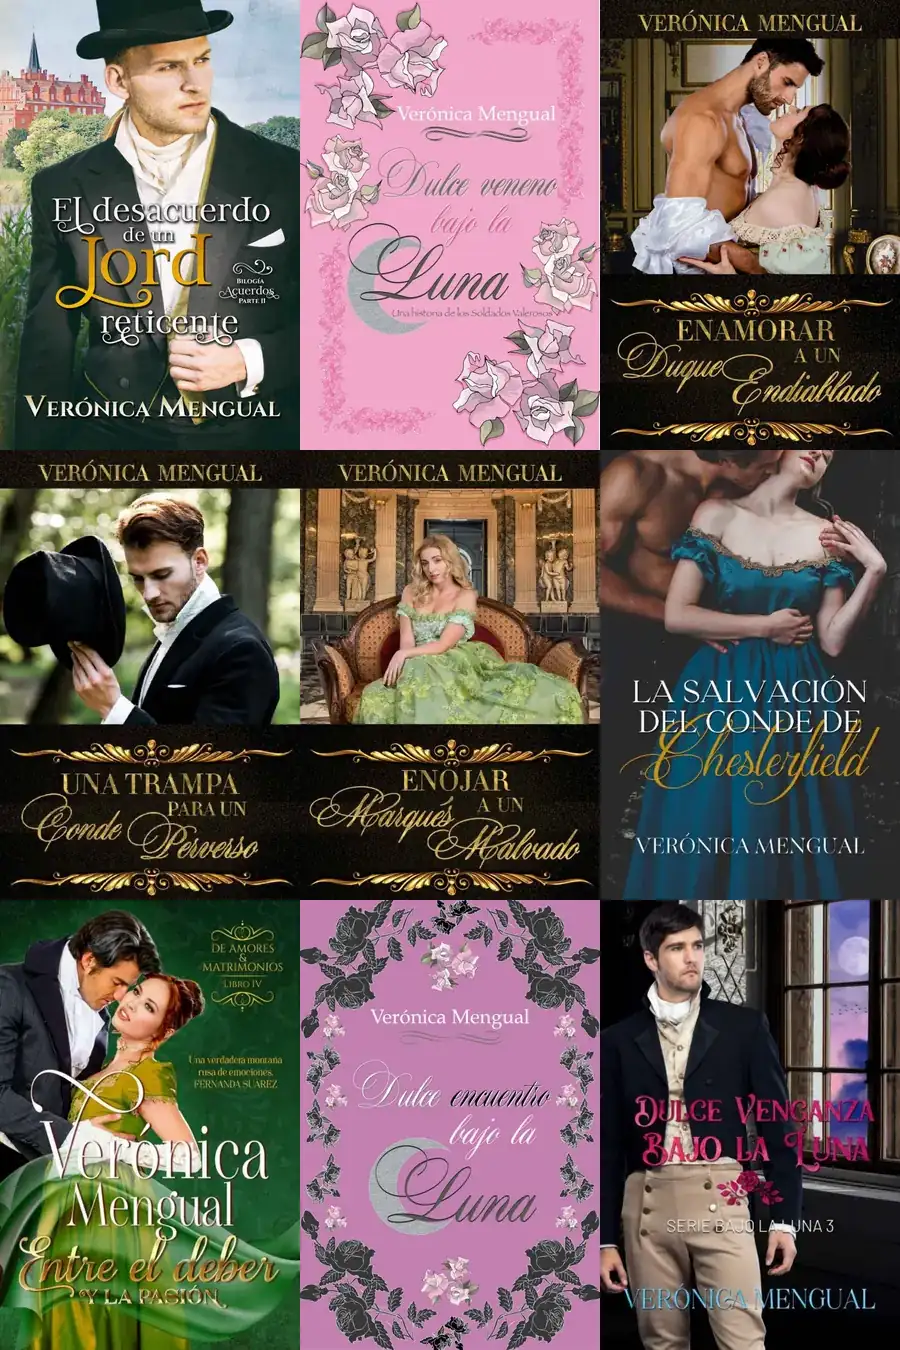 El desacuerdo
de un
Lord
reticente
BILOGÍA
Acuerdos
PARTE II
VERÓNICA MENGUAL
Verónica Mengual
Dulce veneno
bajo la
Luna
Una historia de los Soldados Valerosos
VERÓNICA MENGUAL
ENAMORAR
A UN
Duque
Endiablado
VERÓNICA MENGUAL
UNA TRAMPA
PARA UN
Conde
Perverso
VERÓNICA MENGUAL
ENOJAR
A UN
Marqués
Malvado
LA SALVACIÓN
DEL CONDE DE
Chesterfield
VERÓNICA MENGUAL
DE AMORES
&
MATRIMONIOS
LIBRO IV
Una verdadera montaña
rusa de emociones.
FERNANDA SUÁREZ
Verónica
Mengual
Entre el deber
Y LA PASIÓN
Verónica Mengual
Dulce encuentro
bajo la
Luna
DULCE VENGANZA
BAJO LA LUNA
SERIE BAJO LA LUNA 3
VERÓNICA MENGUAL